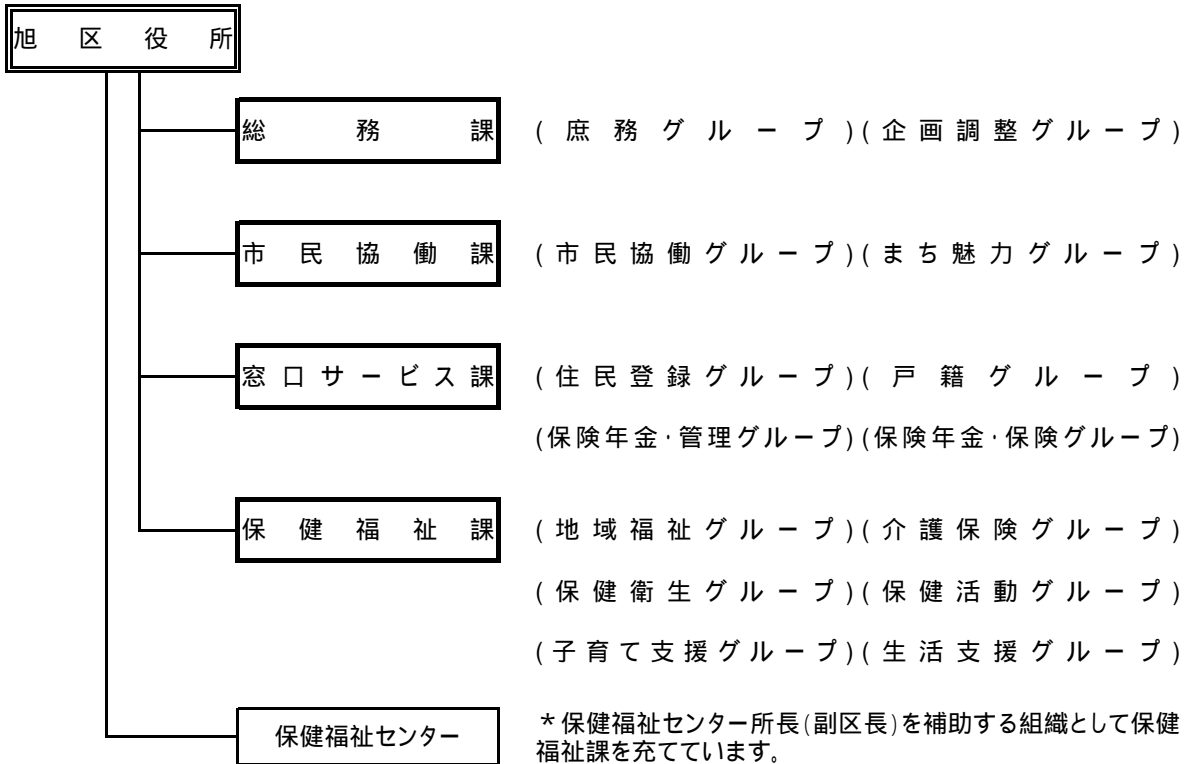 旭区役所
総務課 (庶務グループ)(企画調整グループ)
市民協働課 (市民協働グループ)(まち魅力グループ)
窓口サービス課 (住民登録グループ)(戸籍グループ)
(保険年金・管理グループ)(保険年金・保険グループ)
保健福祉課 (地域福祉グループ)(介護保険グループ)
(保健衛生グループ)(保健活動グループ)
(子育て支援グループ)(生活支援グループ)
保健福祉センター
*保健福祉センター所長(副区長)を補助する組織として保健
福祉課を充てています。